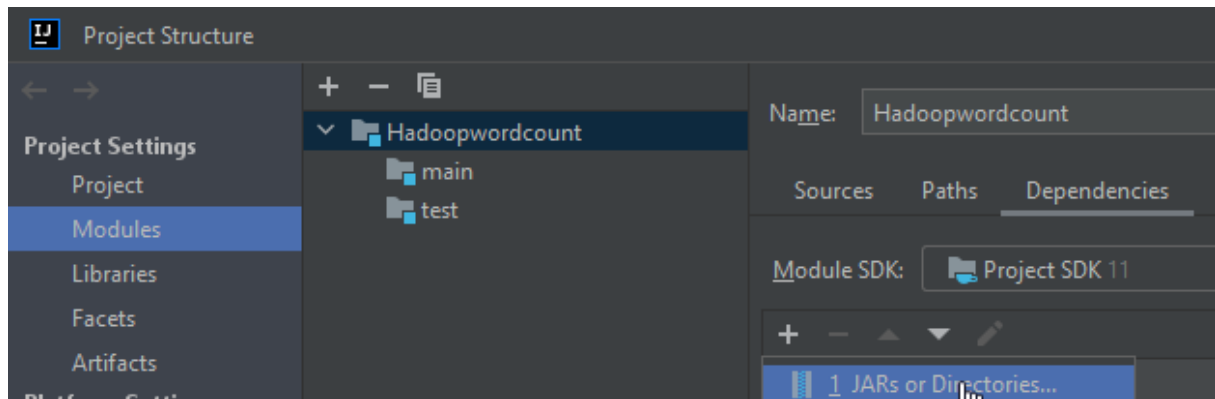 IJ Project Structure
Project Settings
Project
Modules
Libraries
Facets
Artifacts
Hadoopwordcount
main
test
Name: Hadoopwordcount
Sources Paths Dependencies
Module SDK: Project SDK 11
1 JARs or Directories...